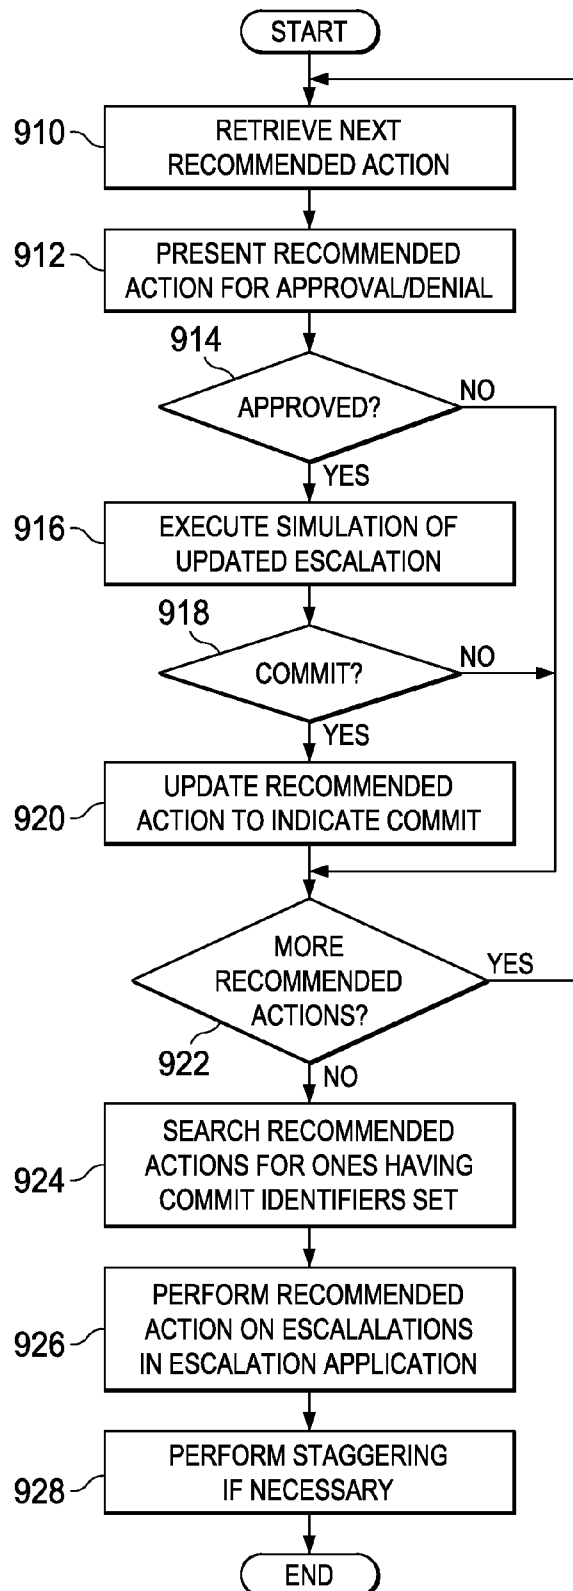 START
910
RETRIEVE NEXT
RECOMMENDED ACTION
912
PRESENT RECOMMENDED
ACTION FOR APPROVAL/DENIAL
914
APPROVED?
NO
YES
916
EXECUTE SIMULATION OF
UPDATED ESCALATION
918
COMMIT?
NO
YES
920
UPDATE RECOMMENDED
ACTION TO INDICATE COMMIT
MORE
RECOMMENDED
ACTIONS?
YES
922
NO
924
SEARCH RECOMMENDED
ACTIONS FOR ONES HAVING
COMMIT IDENTIFIERS SET
926
PERFORM RECOMMENDED
ACTION ON ESCALALATIONS
IN ESCALATION APPLICATION
928
PERFORM STAGGERING
IF NECESSARY
END